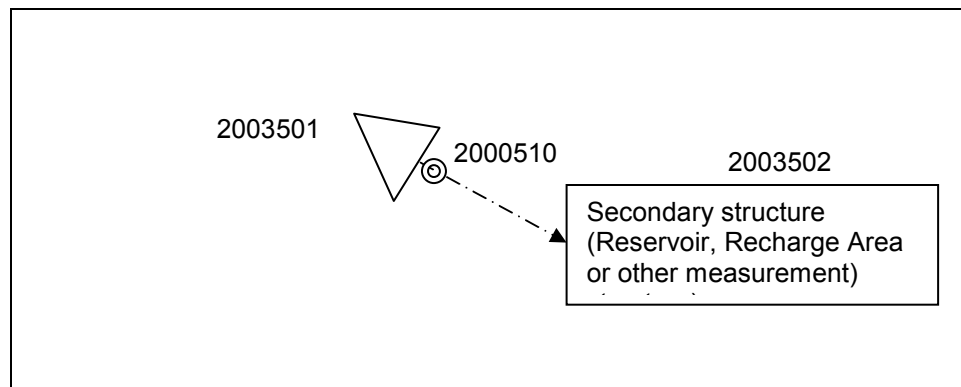 2003501
2000510
2003502
Secondary structure
(Reservoir, Recharge Area
or other measurement)